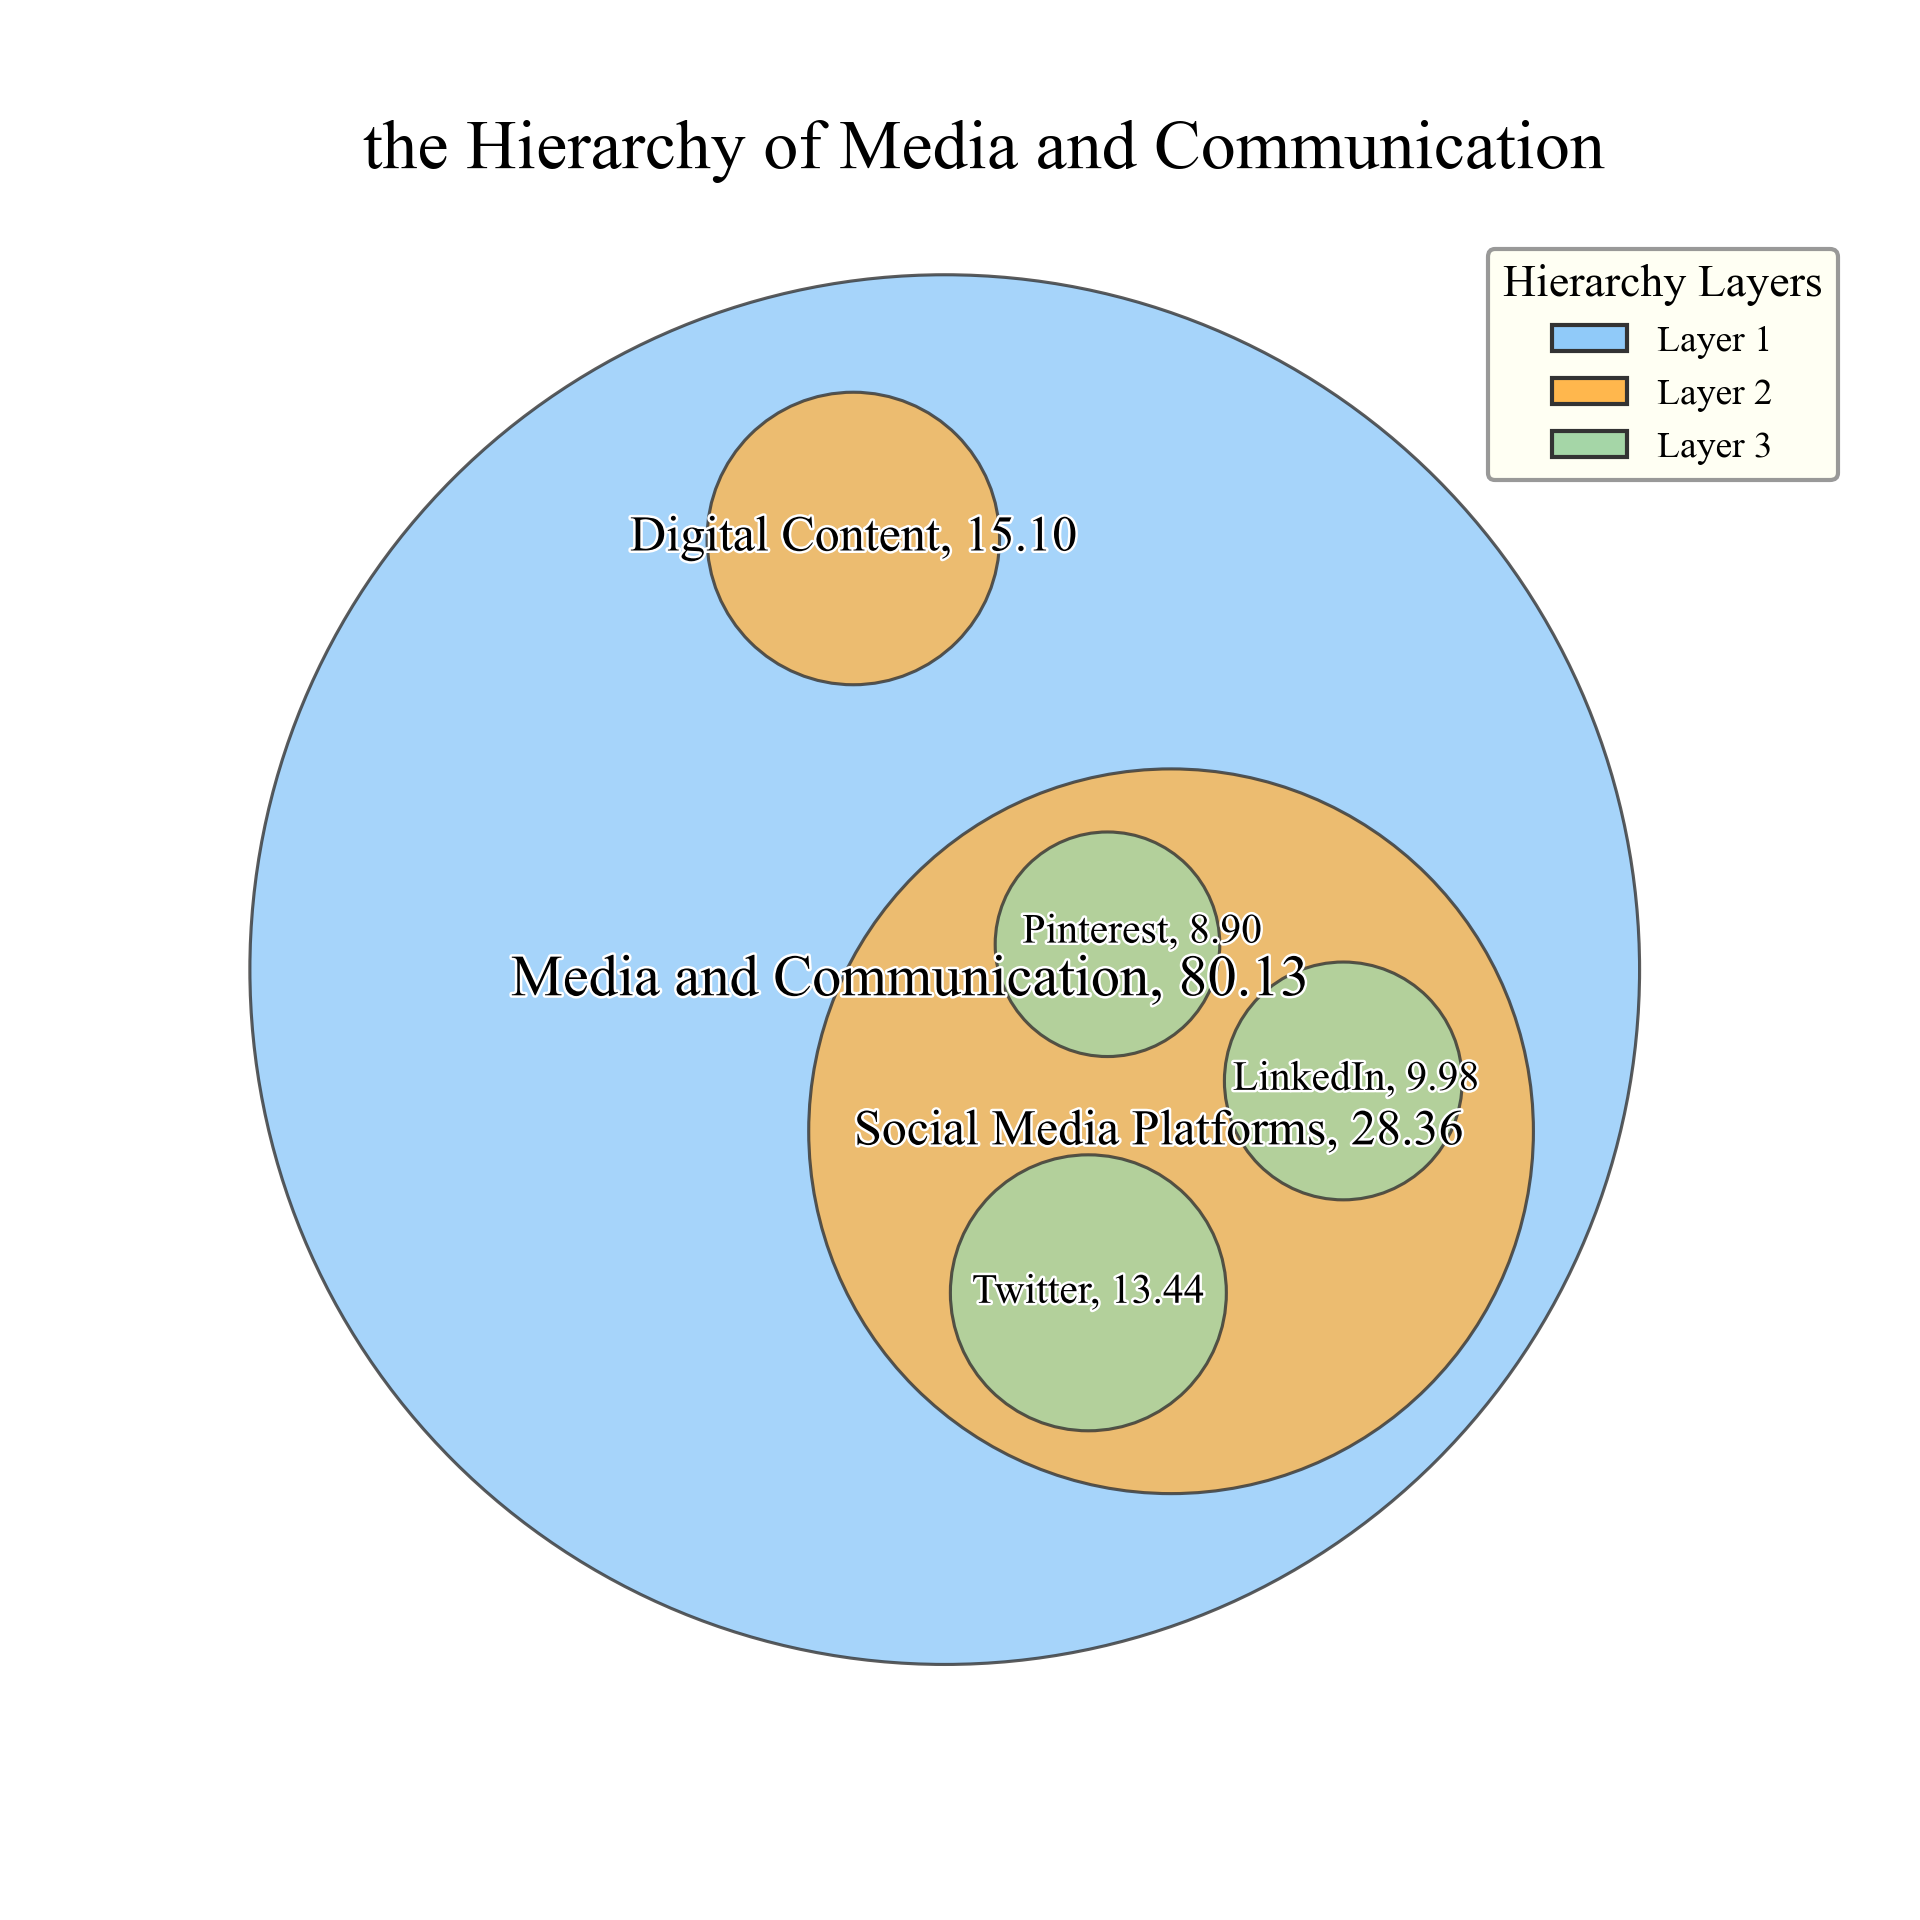 the Hierarchy of Media and Communication
Hierarchy Layers
Layer 1
Layer 2
Layer 3
Digital Content, 15.10
Pinterest, 8.90
Media and Communication, 80.13
LinkedIn, 9.98
Social Media Platforms, 28.36
Twitter, 13.44